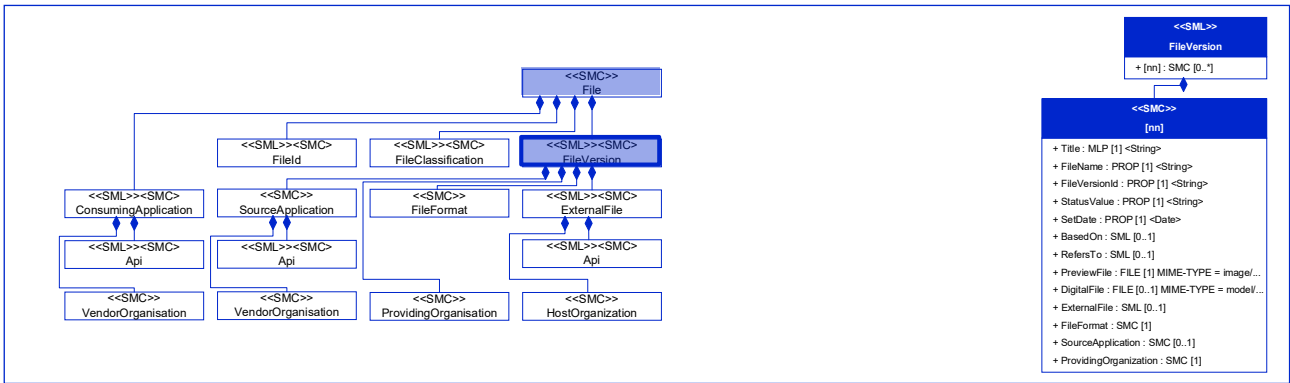 <<SMC>>
File
<<SML>><SMC>
FileId
<<SML>><SMC>
FileClassification
<<SML>><SMC>
FileVersion
<<SML>><SMC>
ConsumingApplication
<<SMC>>
SourceApplication
<<SMC>>
FileFormat
<<SML>><SMC>
ExternalFile
<<SML>><SMC>
Api
<<SML>><SMC>
Api
<<SML>><SMC>
Api
<<SMC>>
VendorOrganisation
<<SMC>>
VendorOrganisation
<<SMC>>
ProvidingOrganisation
<<SMC>>
HostOrganization
<<SML>>
FileVersion
+ [nn] : SMC [0..*]
<<SMC>>
[nn]
+ Title : MLP [1] <String>
+ FileName : PROP [1] <String>
+ FileVersionId : PROP [1] <String>
+ StatusValue : PROP [1] <String>
+ SetDate : PROP [1] <Date>
+ BasedOn : SML [0..1]
+ RefersTo : SML [0..1]
+ PreviewFile : FILE [1] MIME-TYPE = image/...
+ DigitalFile : FILE [0..1] MIME-TYPE = model/...
+ ExternalFile : SML [0..1]
+ FileFormat : SMC [1]
+ SourceApplication : SMC [0..1]
+ ProvidingOrganization : SMC [1]